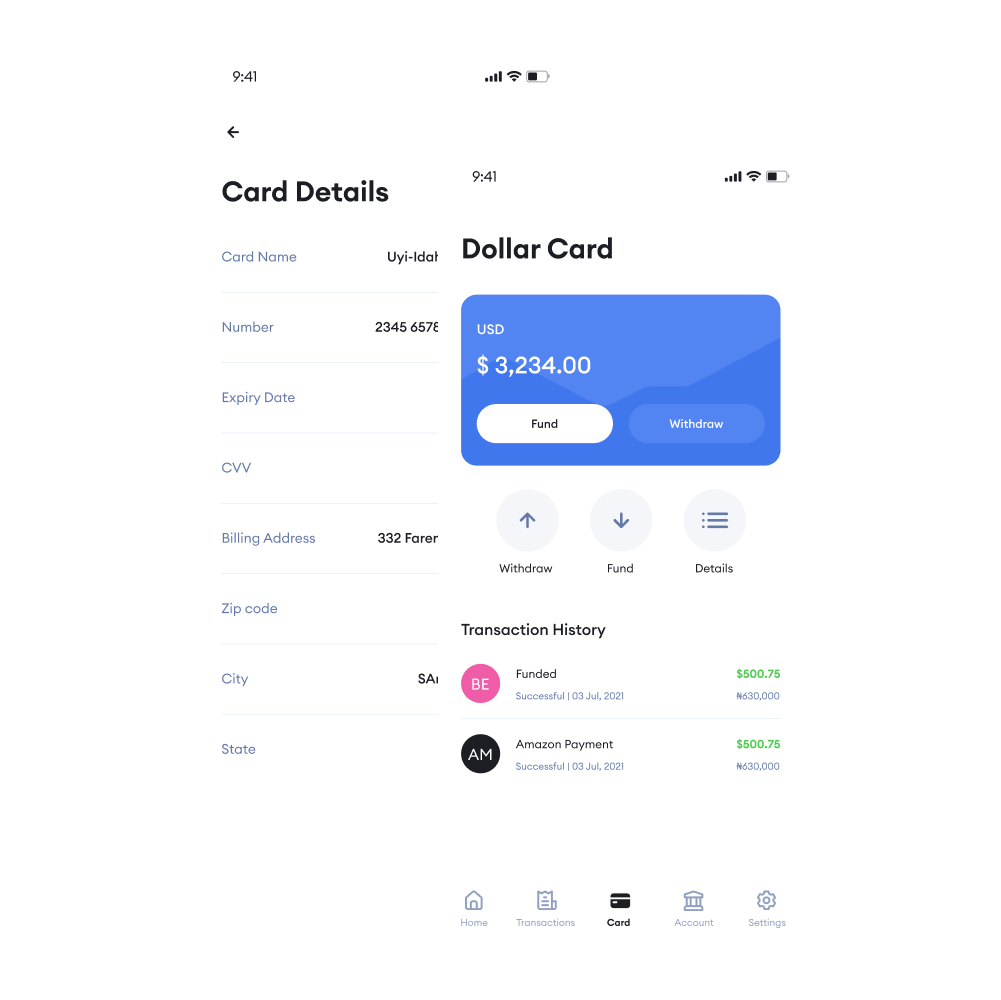 9:41
Card Details
Card Name Uyi-Idah
Number 2345 6578
Expiry Date
CVV
Billing Address 332 Faren
Zip code
City
State
9:41
Dollar Card
USD
$ 3,234.00
Fund Withdraw
Withdraw Fund Details
Transaction History
BE Funded $500.75
Successful | 03 Jul, 2021 ₦630,000
AM Amazon Payment $500.75
Successful | 03 Jul, 2021 ₦630,000
Home Transactions Card Account Settings